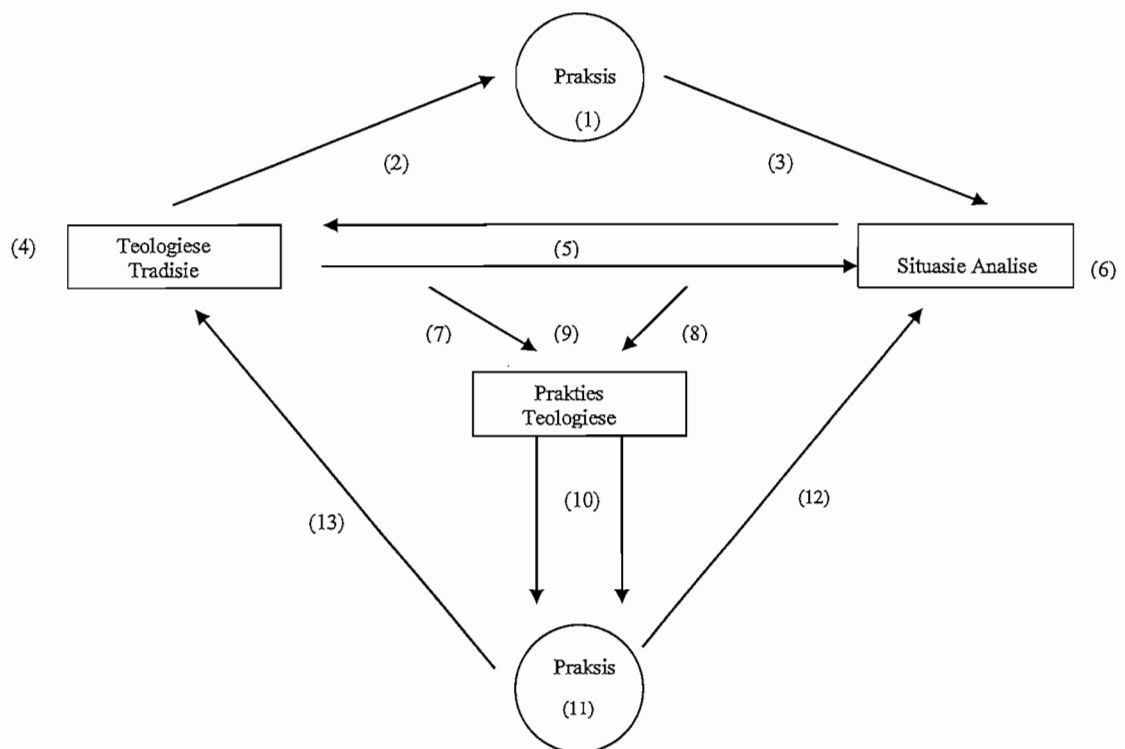 Praksis
(1)
(2)
(3)
(4)
Teologiese
Tradisie
(5)
Situasie Analise
(6)
(7)
(9)
(8)
Prakties
Teologiese
(10)
(12)
(13)
Praksis
(11)